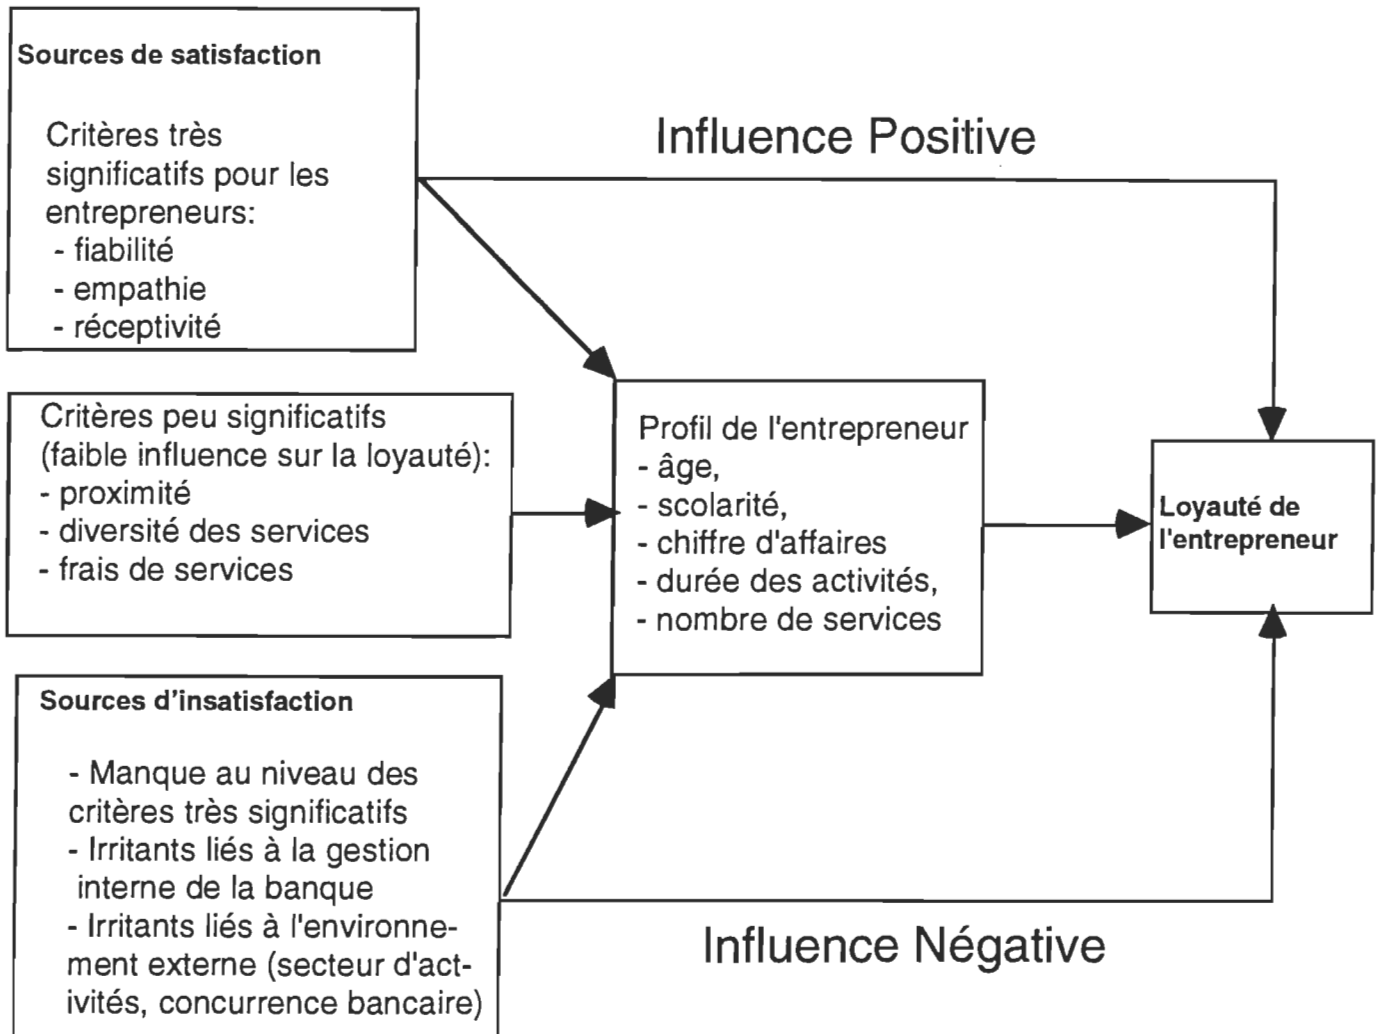 Sources de satisfaction
Critères très
significatifs pour les
entrepreneurs:
- fiabilité
- empathie
- réceptivité
Influence Positive
Critères peu significatifs
(faible influence sur la loyauté):
- proximité
- diversité des services
- frais de services
Profil de l'entrepreneur
- âge,
- scolarité,
- chiffre d'affaires
- durée des activités,
- nombre de services
Loyauté de
l'entrepreneur
Sources d'insatisfaction
- Manque au niveau des
critères très significatifs
- Irritants liés à la gestion
interne de la banque
- Irritants liés à l'environne-
ment externe (secteur d'act-
ivités, concurrence bancaire)
Influence Négative